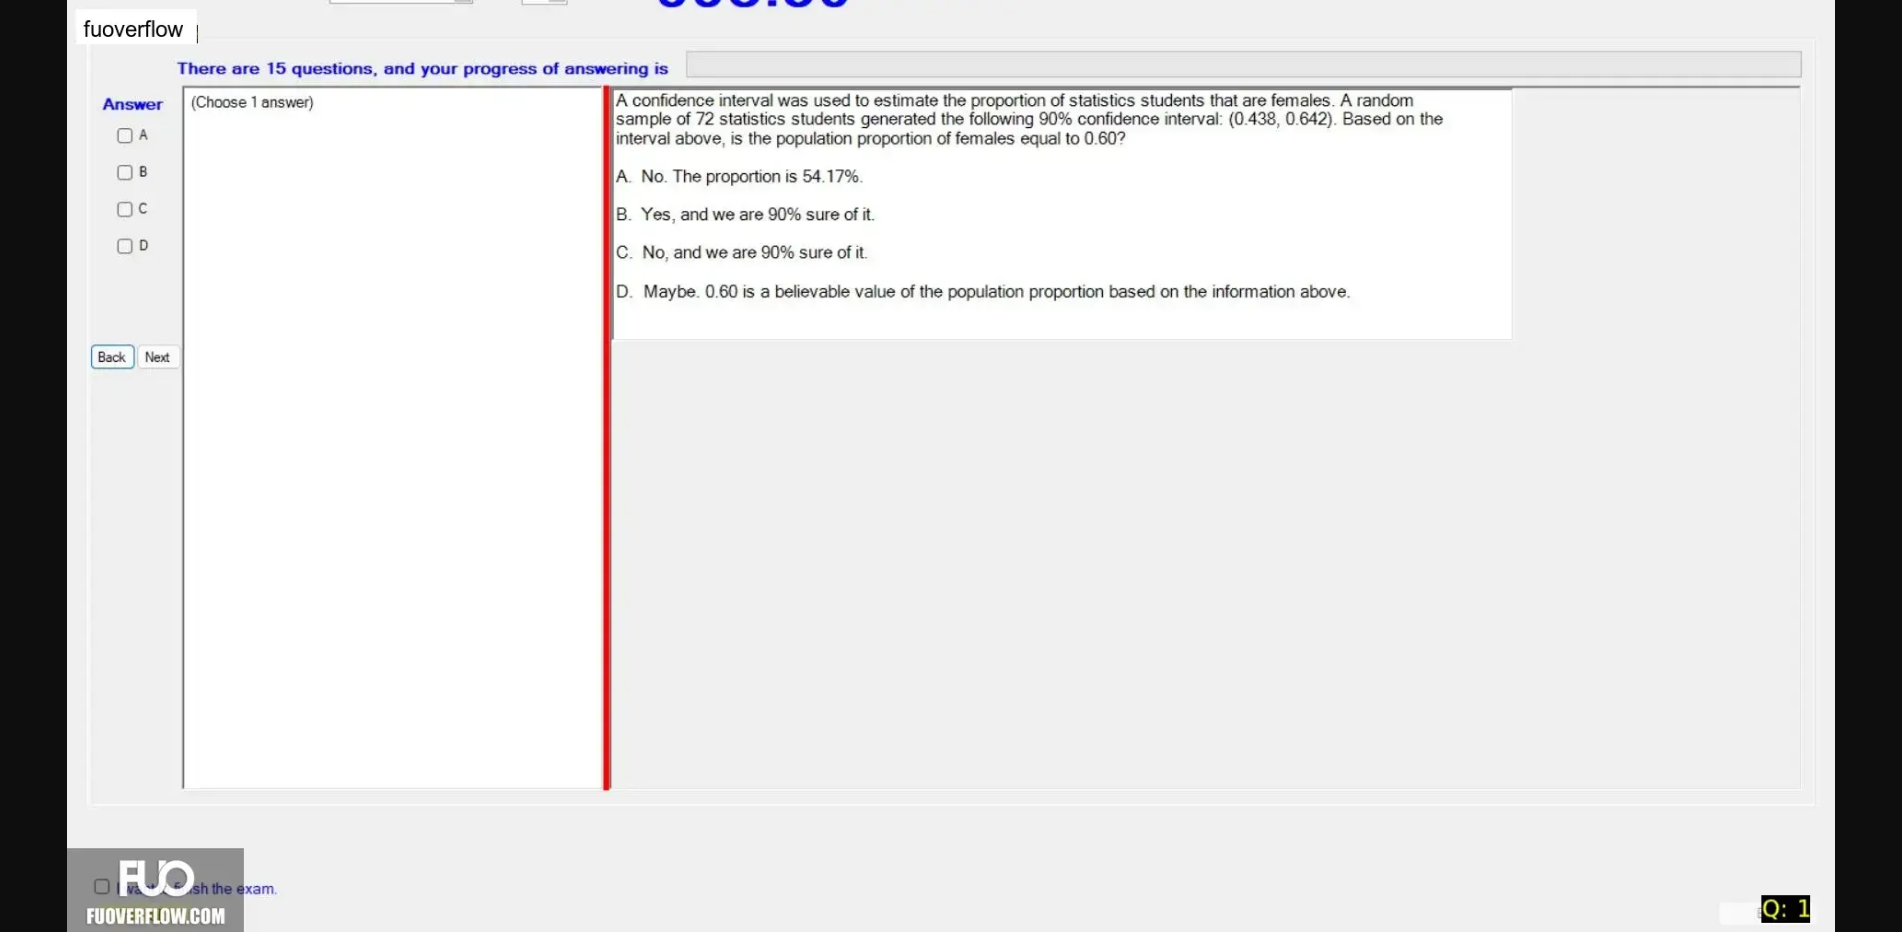 fuoverflow
There are 15 questions, and your progress of answering is
Answer
(Choose 1 answer)
A
B
C
D
Back Next
A confidence interval was used to estimate the proportion of statistics students that are females. A random
sample of 72 statistics students generated the following 90% confidence interval: (0.438, 0.642). Based on the
interval above, is the population proportion of females equal to 0.60?
A. No. The proportion is 54.17%.
B. Yes, and we are 90% sure of it.
C. No, and we are 90% sure of it.
D. Maybe. 0.60 is a believable value of the population proportion based on the information above.
FUO
the exam.
FUOVERFLOW.COM
Q: 1